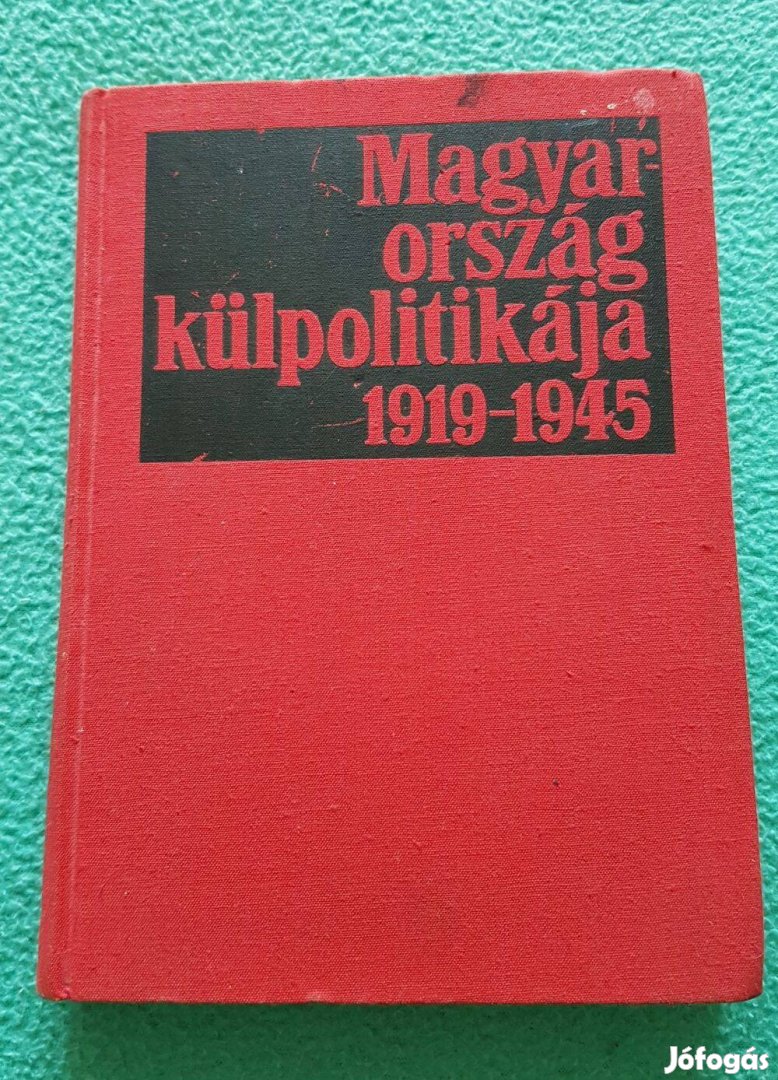 Magyar-
ország
külpolitikája
1919-1945
Jófogás